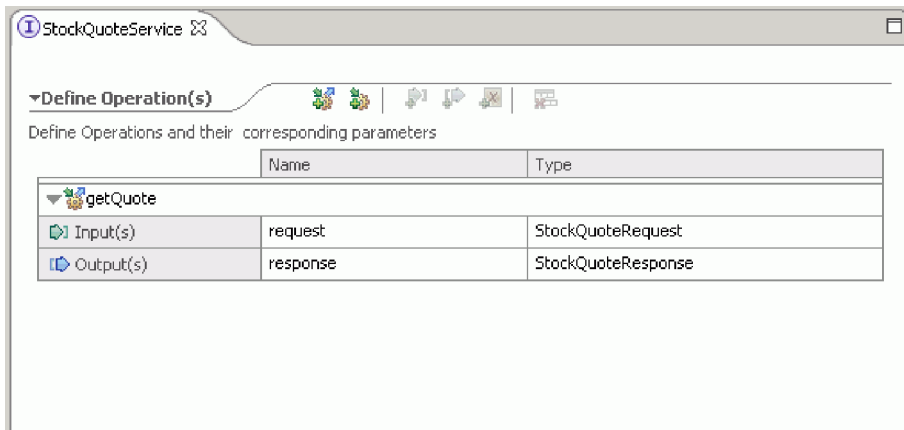 StockQuoteService
Define Operation(s)
Define Operations and their corresponding parameters
Name Type
getQuote
Input(s) request StockQuoteRequest
Output(s) response StockQuoteResponse